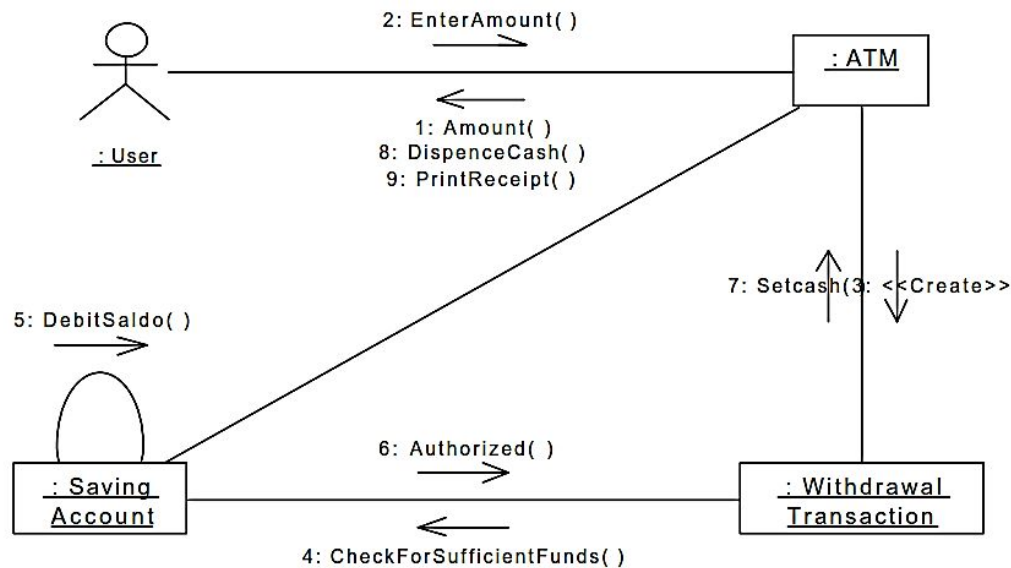 2: EnterAmount( )
: ATM
1: Amount( )
8: DispenceCash( )
9: PrintReceipt( )
: User
7: Setcash(3: <<Create>>
5: DebitSaldo( )
6: Authorized( )
: Saving
Account
: Withdrawal
Transaction
4: CheckForSufficientFunds( )